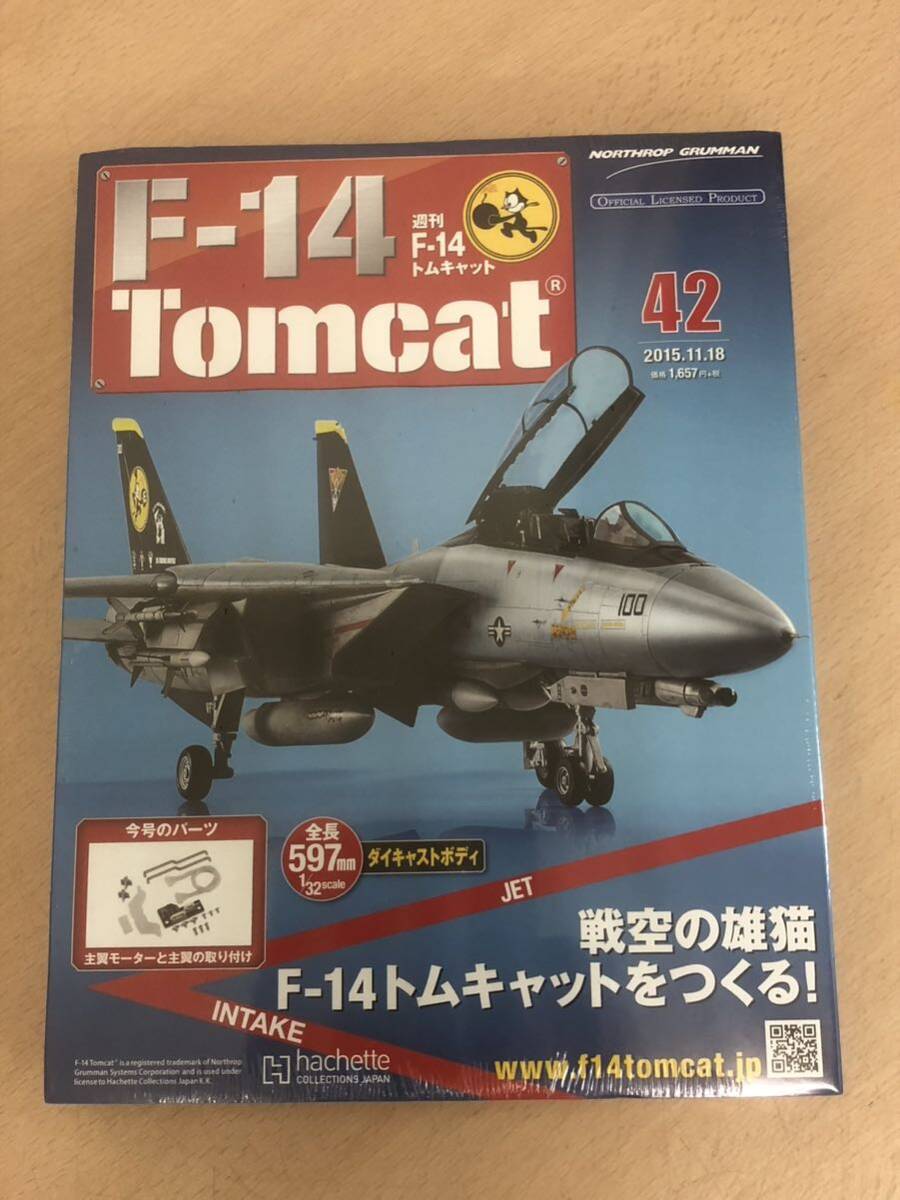 NORTHROP GRUMMAN
OFFICIAL LICENSED PRODUCT
F-14
週刊
F-14
トムキャット
Tomcat®
42
2015.11.18
価格 1,657円+税
100
今号のパーツ
主翼モーターと主翼の取り付け
全長
597mm
1/32scale
ダイキャストボディ
JET
INTAKE
戦空の雄猫
F-14トムキャットをつくる!
F-14 Tomcat® is a registered trademark of Northrop
Grumman Systems Corporation and is used under
license to Hachette Collections Japan K.K.
hachette
COLLECTIONS JAPAN
www.f14tomcat.jp